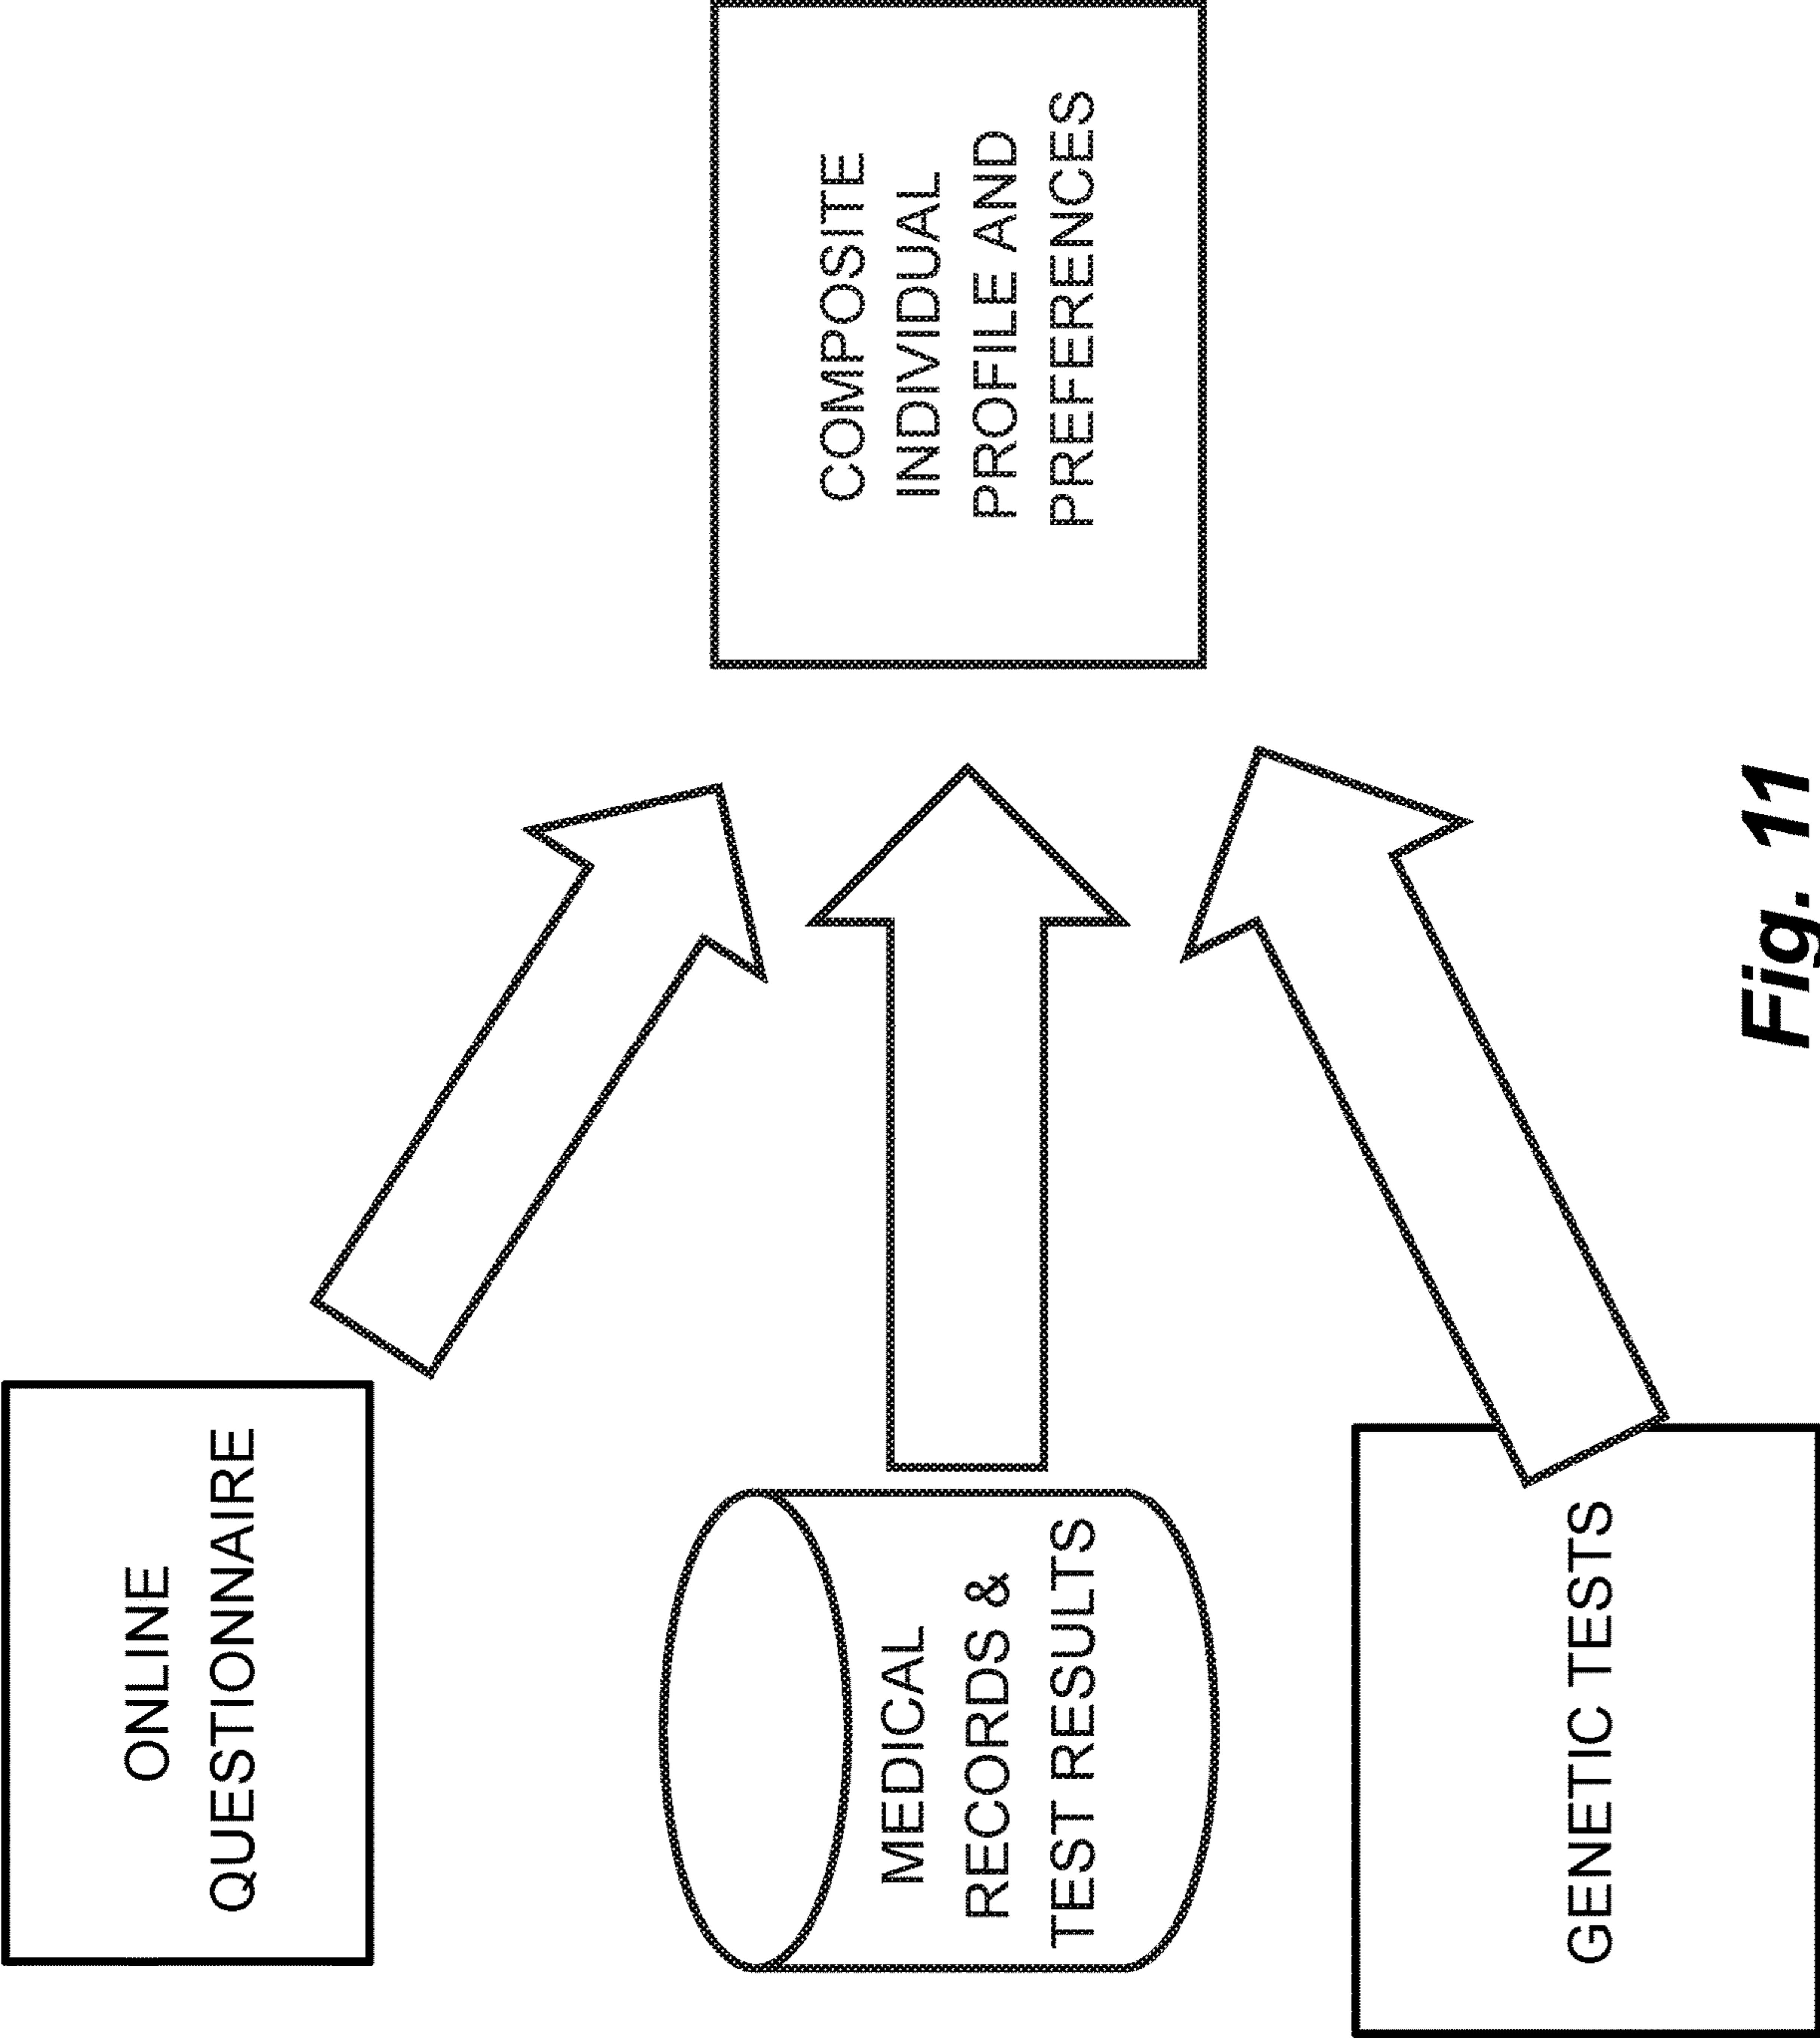 ONLINE
QUESTIONNAIRE
MEDICAL
RECORDS &
TEST RESULTS
GENETIC TESTS
COMPOSITE
INDIVIDUAL
PROFILE AND
PREFERENCES
Fig. 11